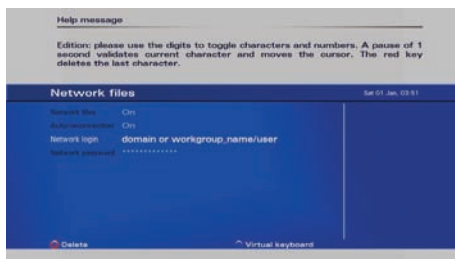 Help message
Edition: please use the digits to toggle characters and numbers. A pause of 1
second validates current character and moves the cursor. The red key
deletes the last character.
Network files
Sat 01 Jan, 03:51
Network files On
On
Network login domain or workgroup_name/user
Network password *************
Delete
Virtual keyboard